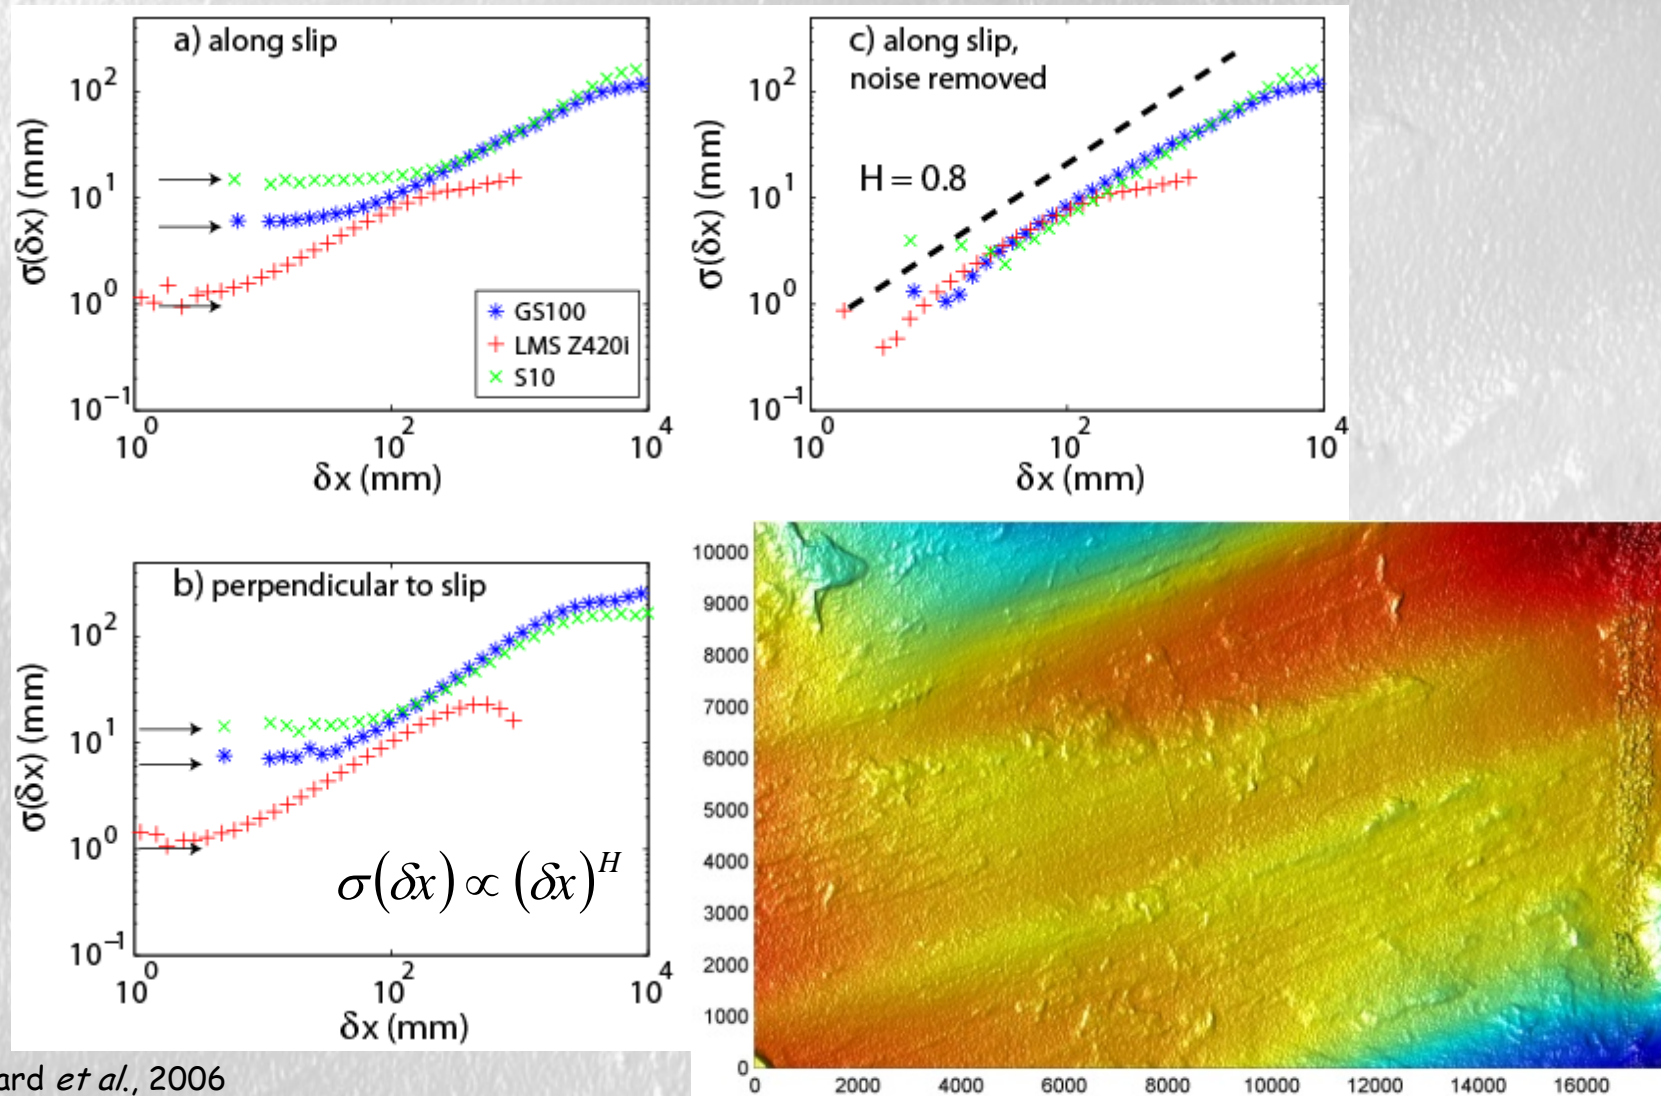 a) along slip
σ(δx) (mm)
10^2
10^1
10^0
10^−1
10^0
10^2
10^4
δx (mm)
GS100
LMS Z420i
S10
c) along slip,
noise removed
H = 0.8
σ(δx) (mm)
10^2
10^1
10^0
10^−1
10^0
10^2
10^4
δx (mm)
b) perpendicular to slip
σ(δx) (mm)
10^2
10^1
10^0
10^−1
10^0
10^2
10^4
δx (mm)
σ(δx) ∝ (δx)^H
10000
9000
8000
7000
6000
5000
4000
3000
2000
1000
0
0 2000 4000 6000 8000 10000 12000 14000 16000
ard et al., 2006